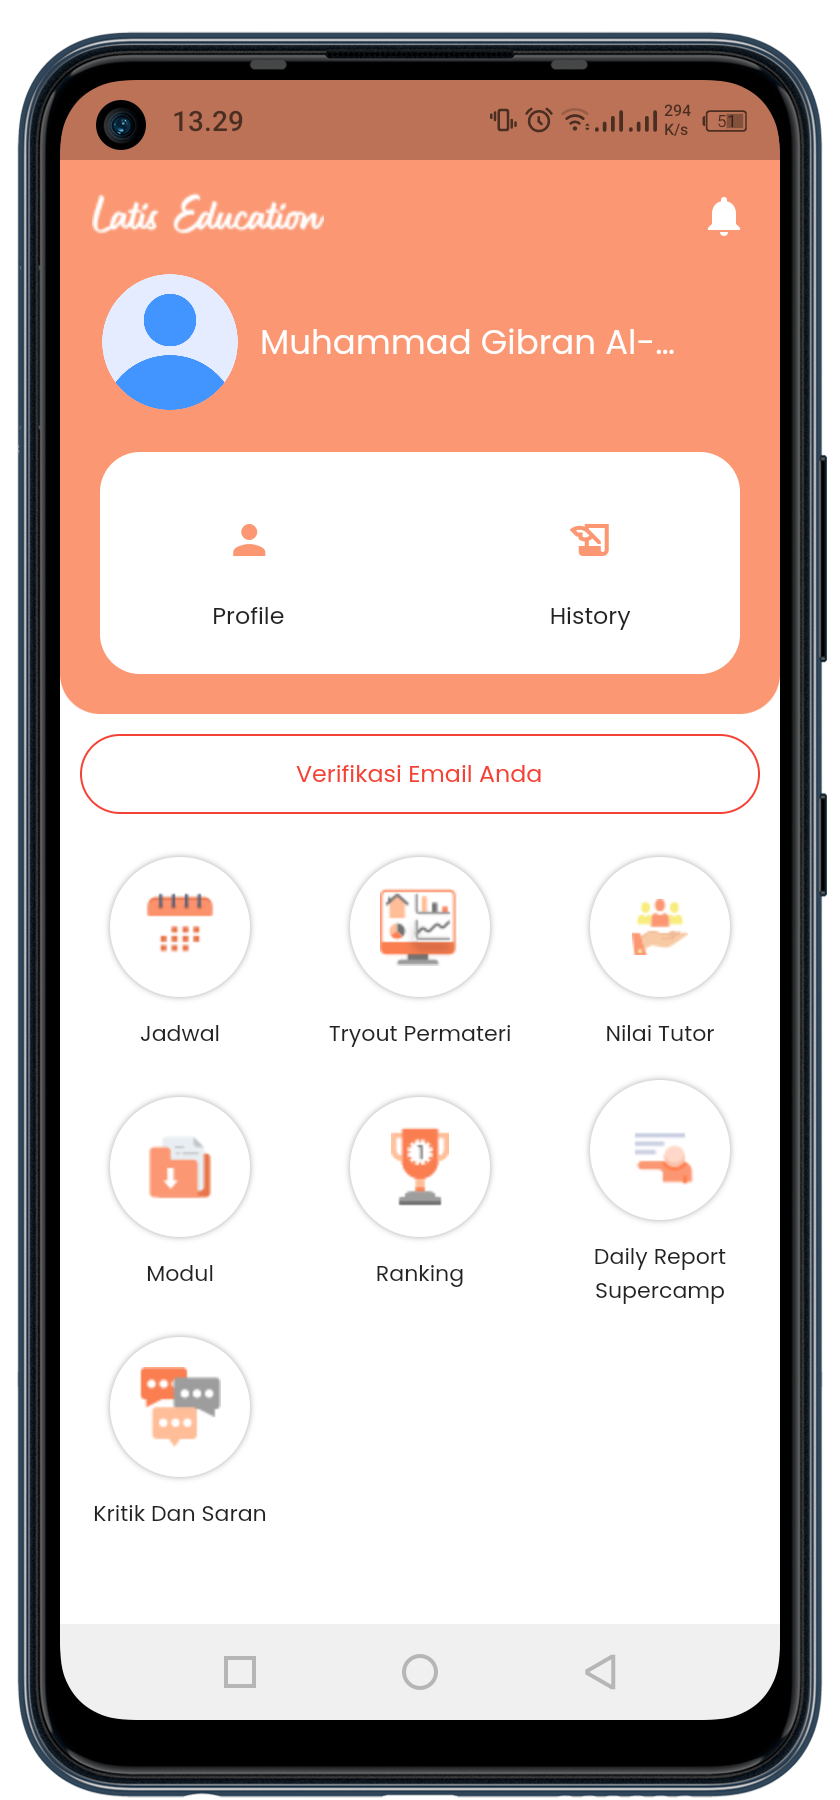 13.29
294
K/s
51
Latis Education
Muhammad Gibran Al-...
Profile
History
Verifikasi Email Anda
Jadwal
Tryout Permateri
Nilai Tutor
1
Modul
Ranking
Daily Report
Supercamp
Kritik Dan Saran